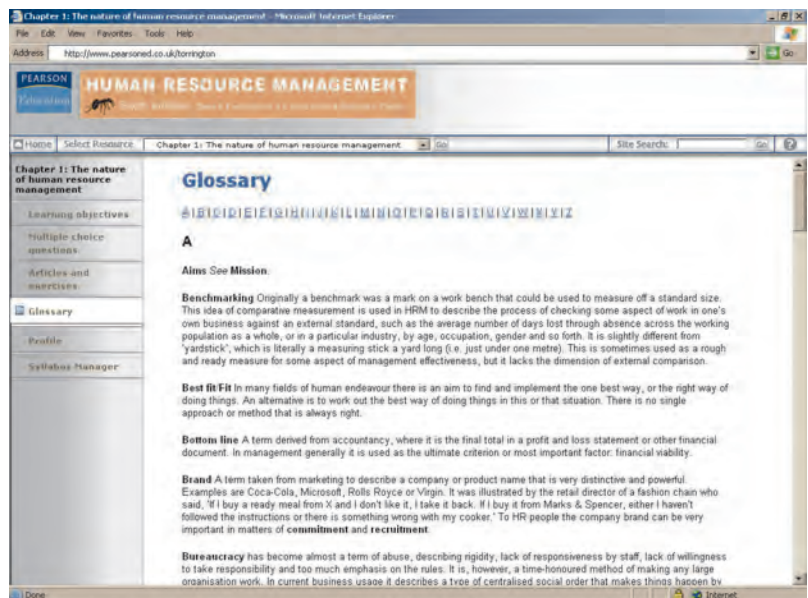 Chapter 1: The nature of human resource management - Microsoft Internet Explorer
File Edit View Favorites Tools Help
Address http://www.pearsoned.co.uk/torrington Go
PEARSON
Education
HUMAN RESOURCE MANAGEMENT
Home Select Resource Chapter 1: The nature of human resource management Go Site Search: Go ?
Chapter 1: The nature
of human resource
management
Learning objectives
Multiple choice
questions
Articles and
exercises
Glossary
Profile
Syllabus Manager
Glossary
A|B|C|D|E|F|G|H|I|J|K|L|M|N|O|P|Q|R|S|T|U|V|W|X|Y|Z
A
Aims See Mission.
Benchmarking Originally a benchmark was a mark on a work bench that could be used to measure off a standard size.
This idea of comparative measurement is used in HRM to describe the process of checking some aspect of work in one's
own business against an external standard, such as the average number of days lost through absence across the working
population as a whole, or in a particular industry, by age, occupation, gender and so forth. It is slightly different from
'yardstick', which is literally a measuring stick a yard long (i.e. just under one metre). This is sometimes used as a rough
and ready measure for some aspect of management effectiveness, but it lacks the dimension of external comparison.
Best fit/Fit In many fields of human endeavour there is an aim to find and implement the one best way, or the right way of
doing things. An alternative is to work out the best way of doing things in this or that situation. There is no single
approach or method that is always right.
Bottom line A term derived from accountancy, where it is the final total in a profit and loss statement or other financial
document. In management generally it is used as the ultimate criterion or most important factor: financial viability.
Brand A term taken from marketing to describe a company or product name that is very distinctive and powerful.
Examples are Coca-Cola, Microsoft, Rolls Royce or Virgin. It was illustrated by the retail director of a fashion chain who
said, 'If I buy a ready meal from X and I don't like it, I take it back. If I buy it from Marks & Spencer, either I haven't
followed the instructions or there is something wrong with my cooker.' To HR people the company brand can be very
important in matters of commitment and recruitment.
Bureaucracy has become almost a term of abuse, describing rigidity, lack of responsiveness by staff, lack of willingness
to take responsibility and too much emphasis on the rules. It is, however, a time-honoured method of making any large
organisation work. In current business usage it describes a type of centralised social order that makes things happen by
Done Internet